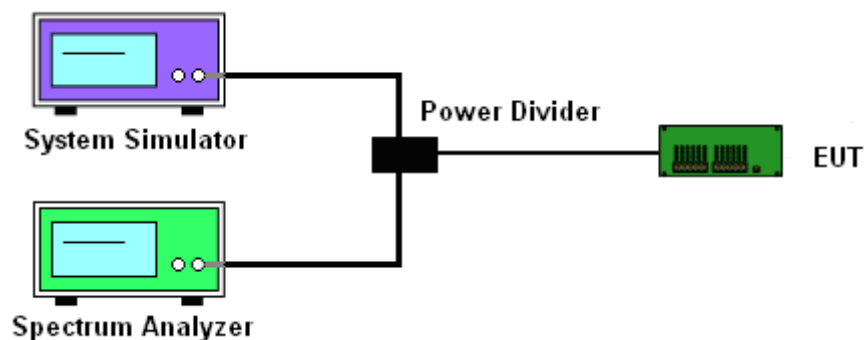 System Simulator
Power Divider
EUT
Spectrum Analyzer